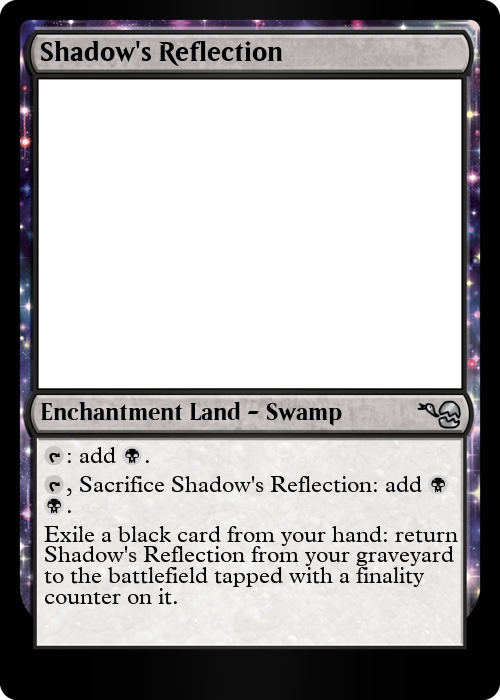 Shadow's Reflection
Enchantment Land – Swamp
: add .
, Sacrifice Shadow's Reflection: add
.
Exile a black card from your hand: return
Shadow's Reflection from your graveyard
to the battlefield tapped with a finality
counter on it.